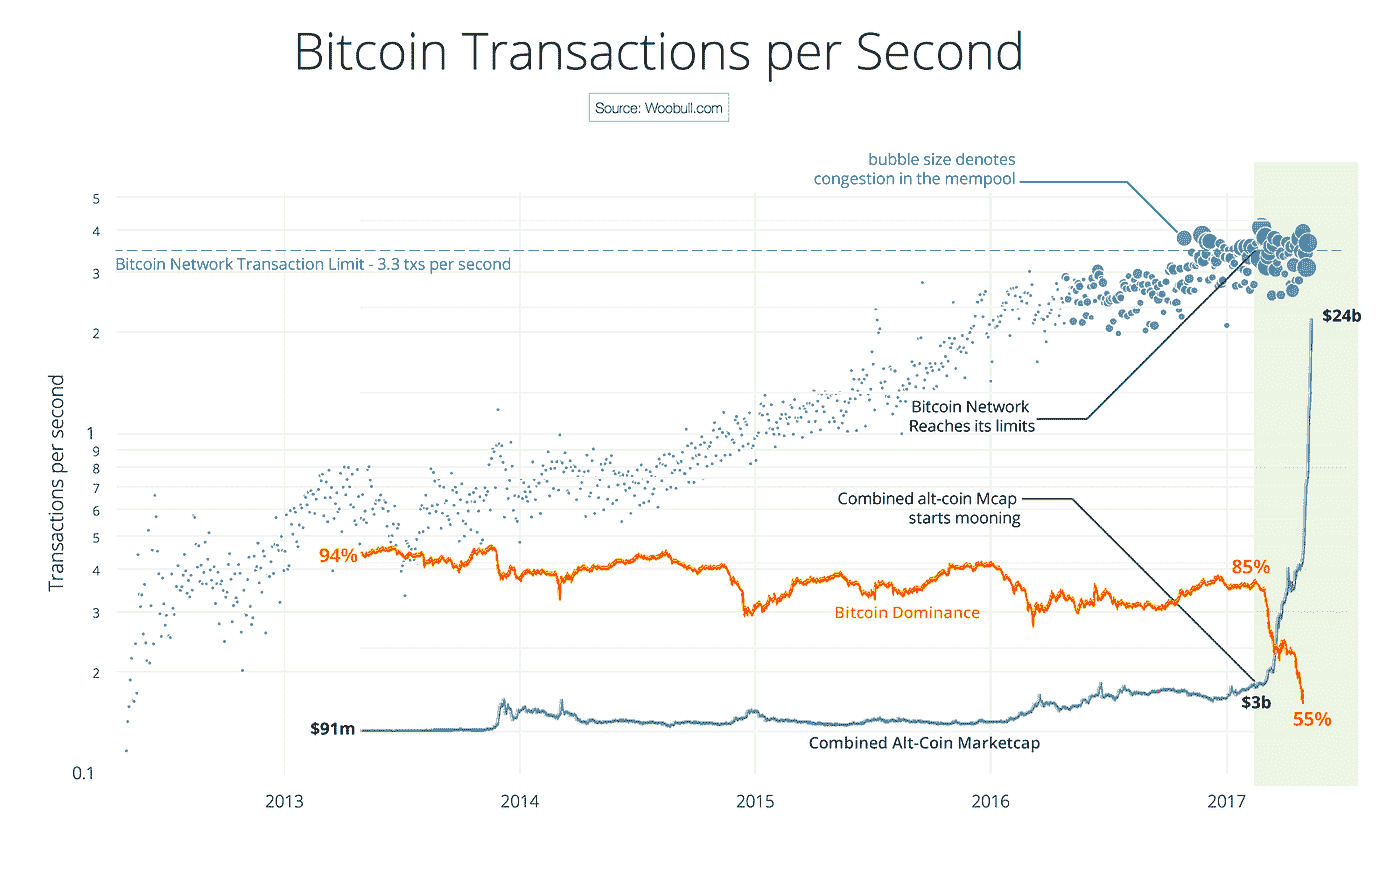 Bitcoin Transactions per Second
Source: Woobull.com
bubble size denotes
congestion in the mempool
5
4
Bitcoin Network Transaction Limit - 3.3 txs per second
3
$24b
2
Bitcoin Network
Reaches its limits
1
9
8
7
6
5
4
3
2
0.1
Transactions per second
Combined alt-coin Mcap
starts mooning
94%
85%
Bitcoin Dominance
$3b
55%
$91m
Combined Alt-Coin Marketcap
2013
2014
2015
2016
2017